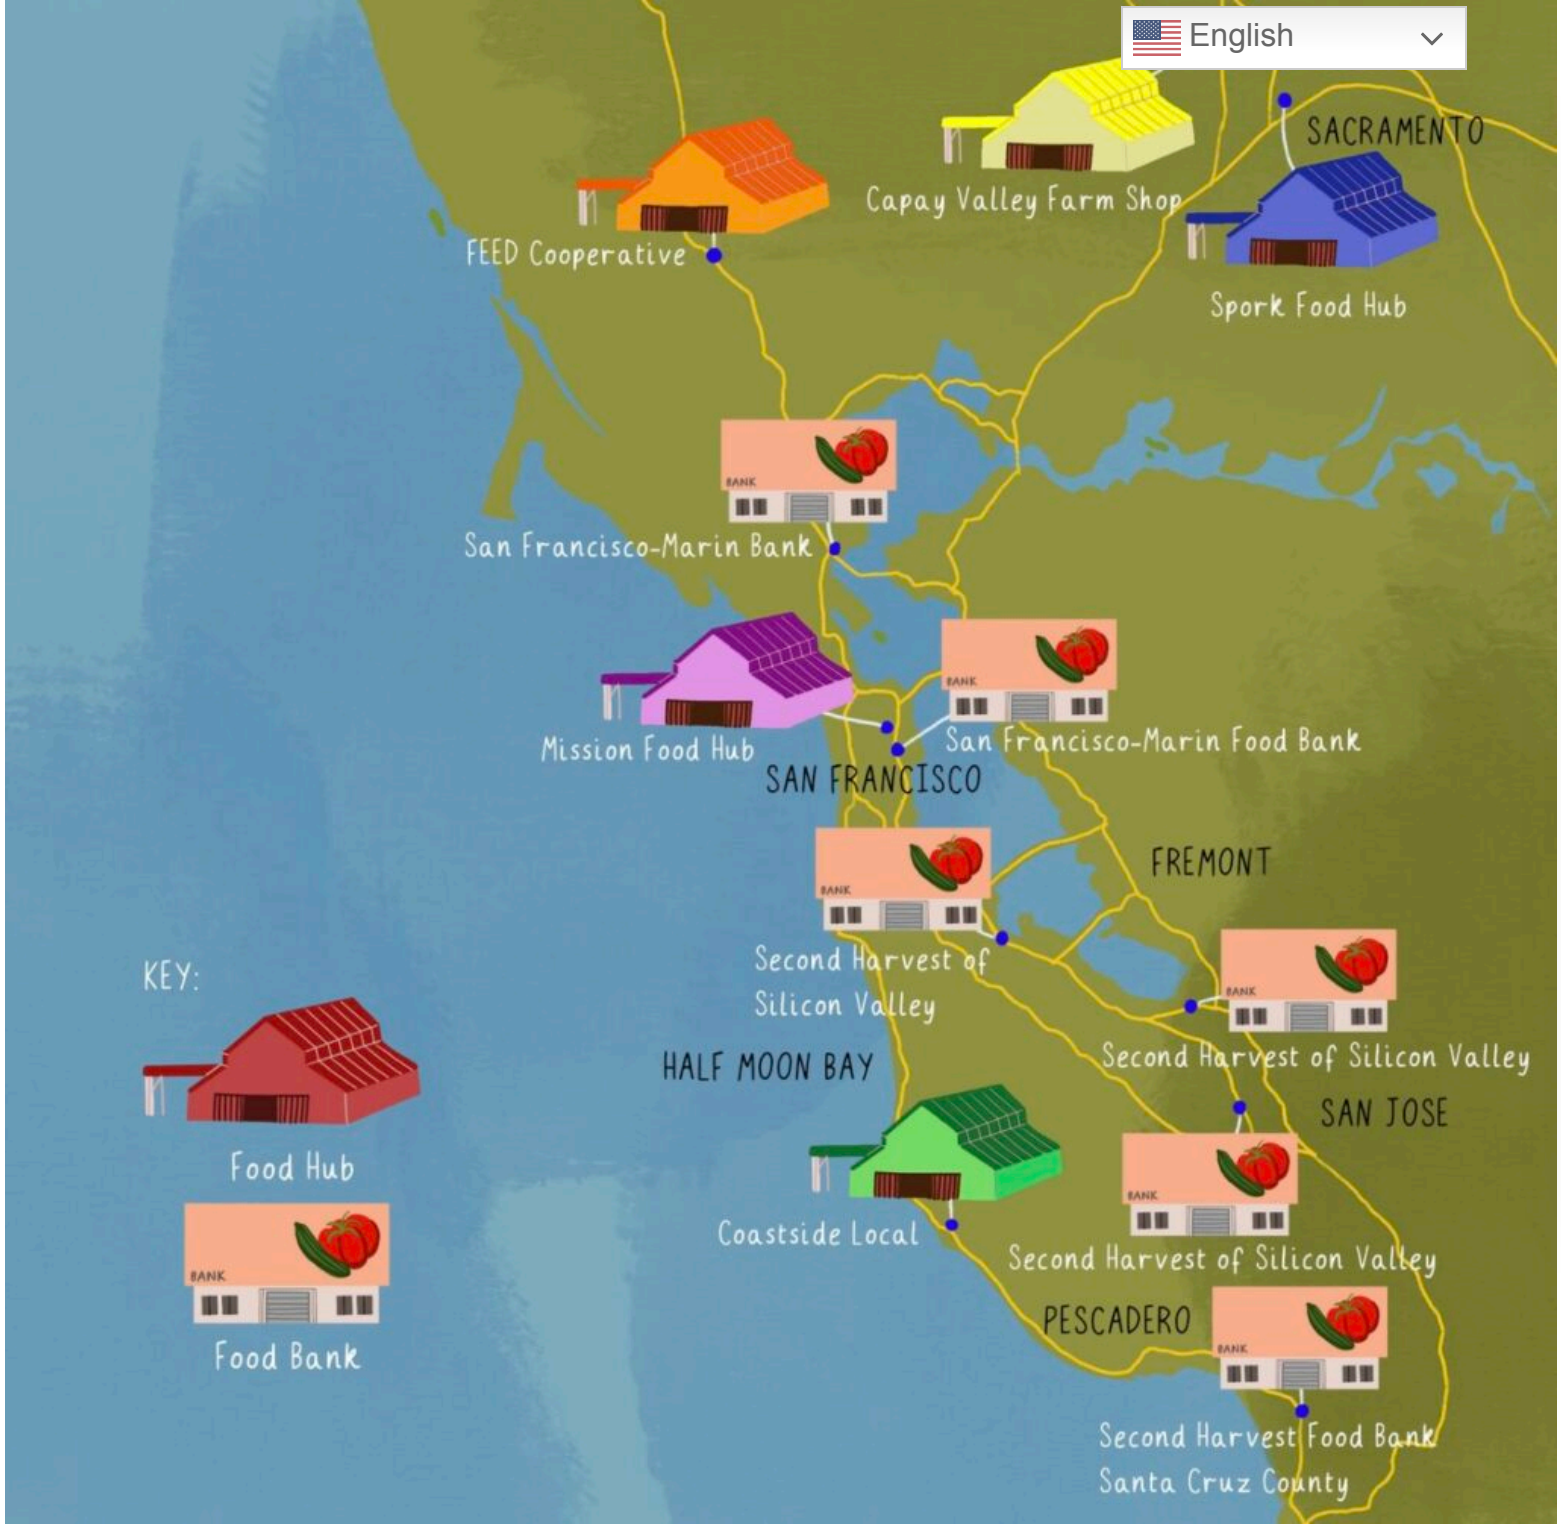 English
SACRAMENTO
Capay Valley Farm Shop
FEED Cooperative
Spork Food Hub
BANK
San Francisco-Marin Bank
BANK
Mission Food Hub
San Francisco-Marin Food Bank
SAN FRANCISCO
FREMONT
BANK
Second Harvest of
Silicon Valley
KEY:
BANK
Second Harvest of Silicon Valley
HALF MOON BAY
SAN JOSE
Food Hub
BANK
Coastside Local
Second Harvest of Silicon Valley
BANK
Food Bank
PESCADERO
BANK
Second Harvest Food Bank
Santa Cruz County